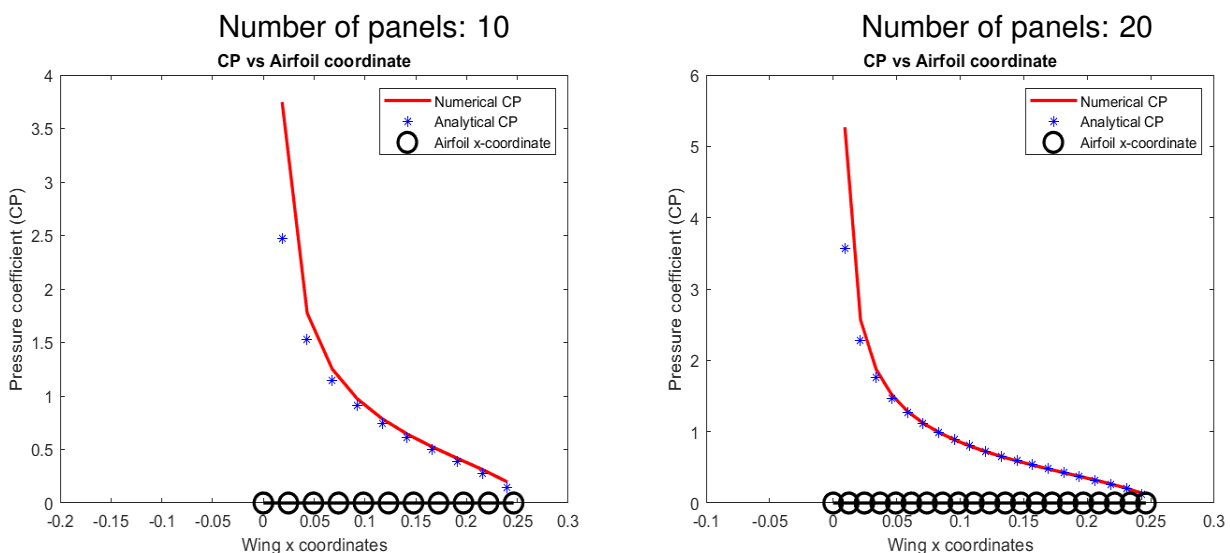 Number of panels: 10
CP vs Airfoil coordinate
4
3.5
3
2.5
2
1.5
1
0.5
0
Pressure coefficient (CP)
Numerical CP
Analytical CP
Airfoil x-coordinate
-0.2 -0.15 -0.1 -0.05 0 0.05 0.1 0.15 0.2 0.25 0.3
Wing x coordinates
Number of panels: 20
CP vs Airfoil coordinate
6
5
4
3
2
1
0
Pressure coefficient (CP)
Numerical CP
Analytical CP
Airfoil x-coordinate
-0.1 -0.05 0 0.05 0.1 0.15 0.2 0.25 0.3
Wing x coordinates